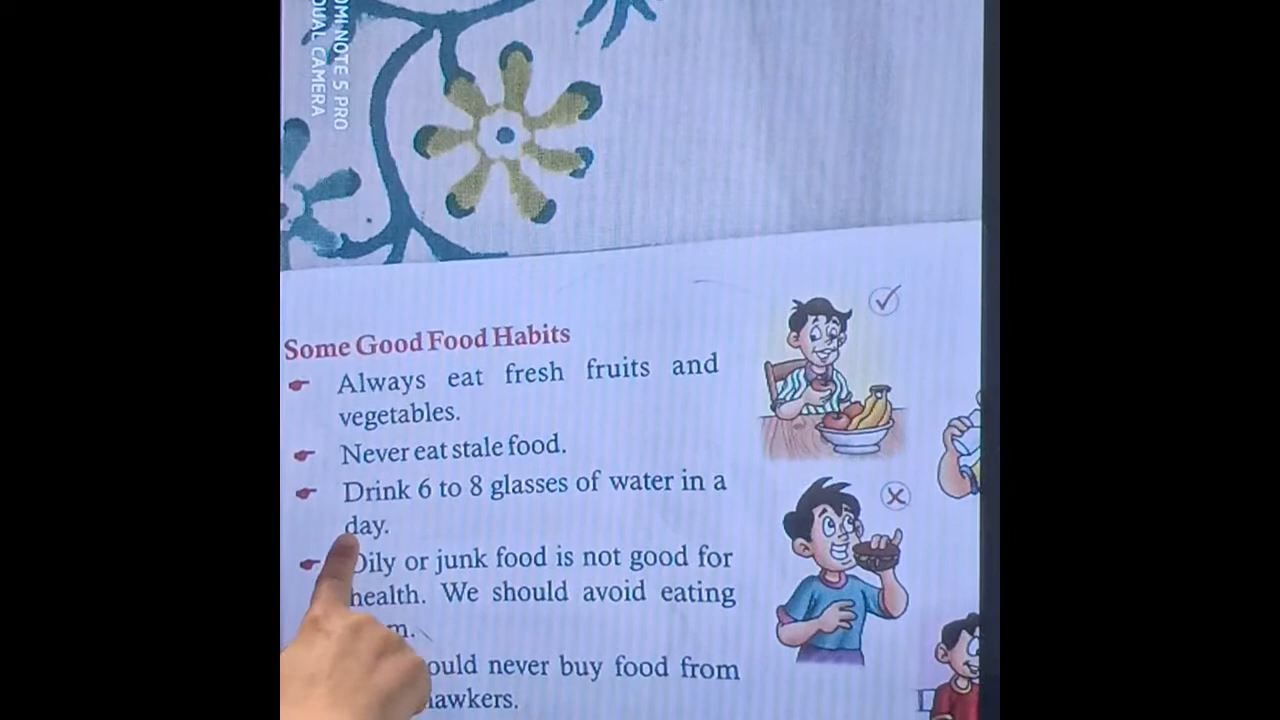 OMI NOTE 5 PRO
DUAL CAMERA
Some Good Food Habits
Always eat fresh fruits and
vegetables.
Never eat stale food.
Drink 6 to 8 glasses of water in a
day.
Oily or junk food is not good for
health. We should avoid eating
m.
ould never buy food from
hawkers.